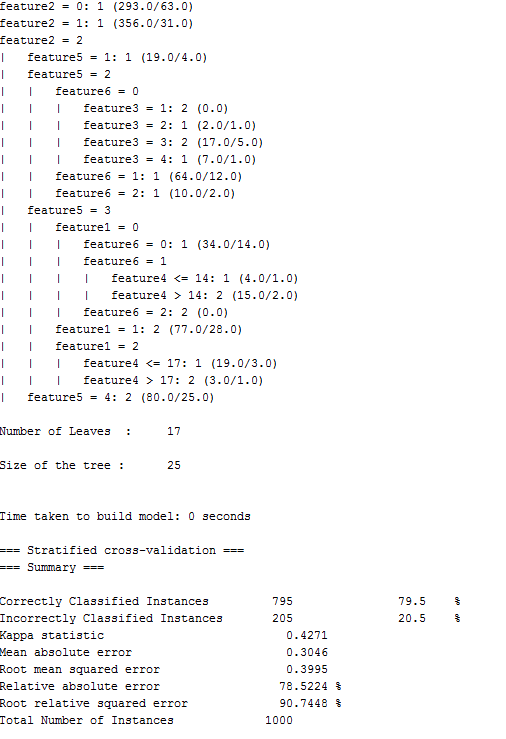 feature2 = 0: 1 (293.0/63.0)
feature2 = 1: 1 (356.0/31.0)
feature2 = 2
|   feature5 = 1: 1 (19.0/4.0)
|   feature5 = 2
|   |   feature6 = 0
|   |   |   feature3 = 1: 2 (0.0)
|   |   |   feature3 = 2: 1 (2.0/1.0)
|   |   |   feature3 = 3: 2 (17.0/5.0)
|   |   |   feature3 = 4: 1 (7.0/1.0)
|   |   feature6 = 1: 1 (64.0/12.0)
|   |   feature6 = 2: 1 (10.0/2.0)
|   feature5 = 3
|   |   feature1 = 0
|   |   |   feature6 = 0: 1 (34.0/14.0)
|   |   |   feature6 = 1
|   |   |   |   feature4 <= 14: 1 (4.0/1.0)
|   |   |   |   feature4 > 14: 2 (15.0/2.0)
|   |   |   feature6 = 2: 2 (0.0)
|   |   feature1 = 1: 2 (77.0/28.0)
|   |   feature1 = 2
|   |   |   feature4 <= 17: 1 (19.0/3.0)
|   |   |   feature4 > 17: 2 (3.0/1.0)
|   feature5 = 4: 2 (80.0/25.0)
Number of Leaves  :     17
Size of the tree :      25
Time taken to build model: 0 seconds
=== Stratified cross-validation ===
=== Summary ===
Correctly Classified Instances         795               79.5    %
Incorrectly Classified Instances       205               20.5    %
Kappa statistic                          0.4271
Mean absolute error                      0.3046
Root mean squared error                  0.3995
Relative absolute error                 78.5224 %
Root relative squared error             90.7448 %
Total Number of Instances             1000